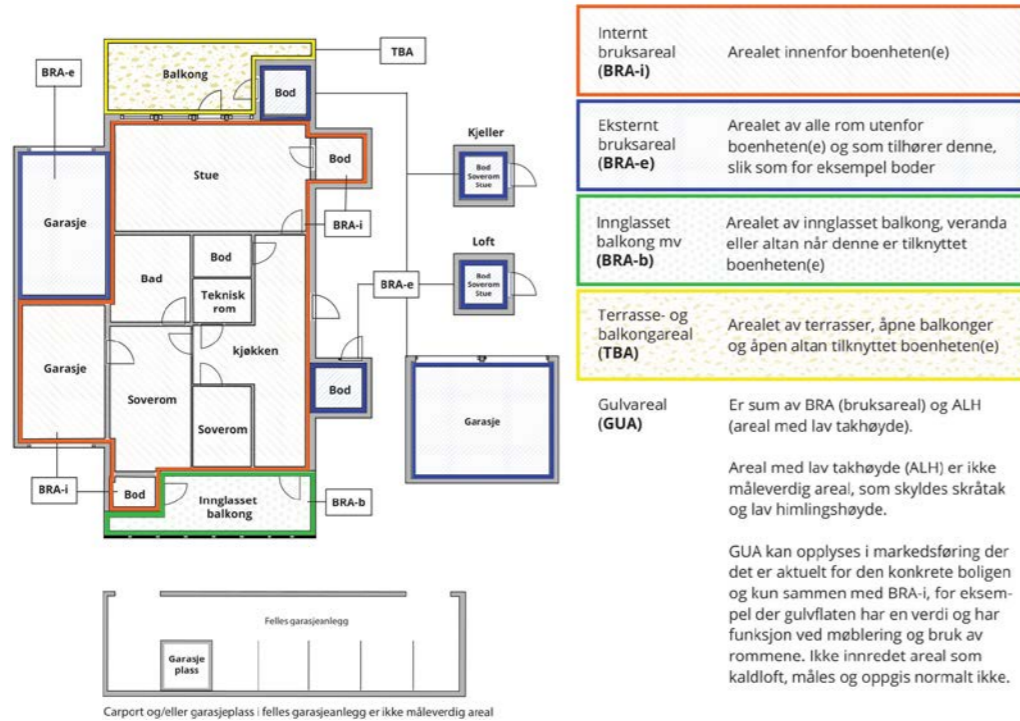 TBA
BRA-e
Balkong
Bod
Kjeller
Bod
Soverom
Stue
Stue
Bod
Garasje
BRA-i
Loft
Bod
Soverom
Stue
Bad
Bod
Teknisk
rom
BRA-e
Garasje
kjøkken
Soverom
Bod
Garasje
Soverom
BRA-i
Bod
Innglasset
balkong
BRA-b
Felles garasjeanlegg
Garasje
plass
Carport og/eller garasjeplass i felles garasjeanlegg er ikke måleverdig areal
Internt
bruksareal
(BRA-i)
Arealet innenfor boenheten(e)
Eksternt
bruksareal
(BRA-e)
Arealet av alle rom utenfor
boenheten(e) og som tilhører denne,
slik som for eksempel boder
Innglasset
balkong mv
(BRA-b)
Arealet av innglasset balkong, veranda
eller altan når denne er tilknyttet
boenheten(e)
Terrasse- og
balkongareal
(TBA)
Arealet av terrasser, åpne balkonger
og åpen altan tilknyttet boenheten(e)
Gulvareal
(GUA)
Er sum av BRA (bruksareal) og ALH
(areal med lav takhøyde).
Areal med lav takhøyde (ALH) er ikke
måleverdig areal, som skyldes skråtak
og lav himlingshøyde.
GUA kan opplyses i markedsføring der
det er aktuelt for den konkrete boligen
og kun sammen med BRA-i, for eksem-
pel der gulvflaten har en verdi og har
funksjon ved møblering og bruk av
rommene. Ikke innredet areal som
kaldloft, måles og oppgis normalt ikke.